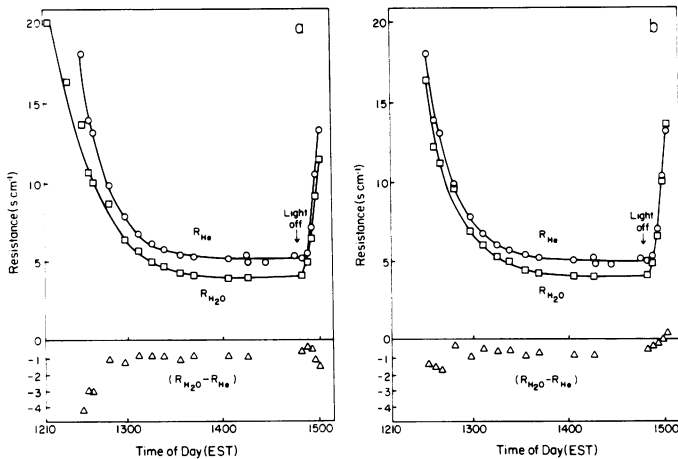 a
20
15
10
5
0
-1
-2
-3
-4
Resistance (s cm⁻¹)
R_He
R_H₂O
Light
off
(R_H₂O – R_He)
1210
1300
1400
1500
Time of Day (EST)
b
20
15
10
5
0
-1
-2
-3
-4
Resistance (s cm⁻¹)
R_He
R_H₂O
Light
off
(R_H₂O – R_He)
1210
1300
1400
1500
Time of Day (EST)